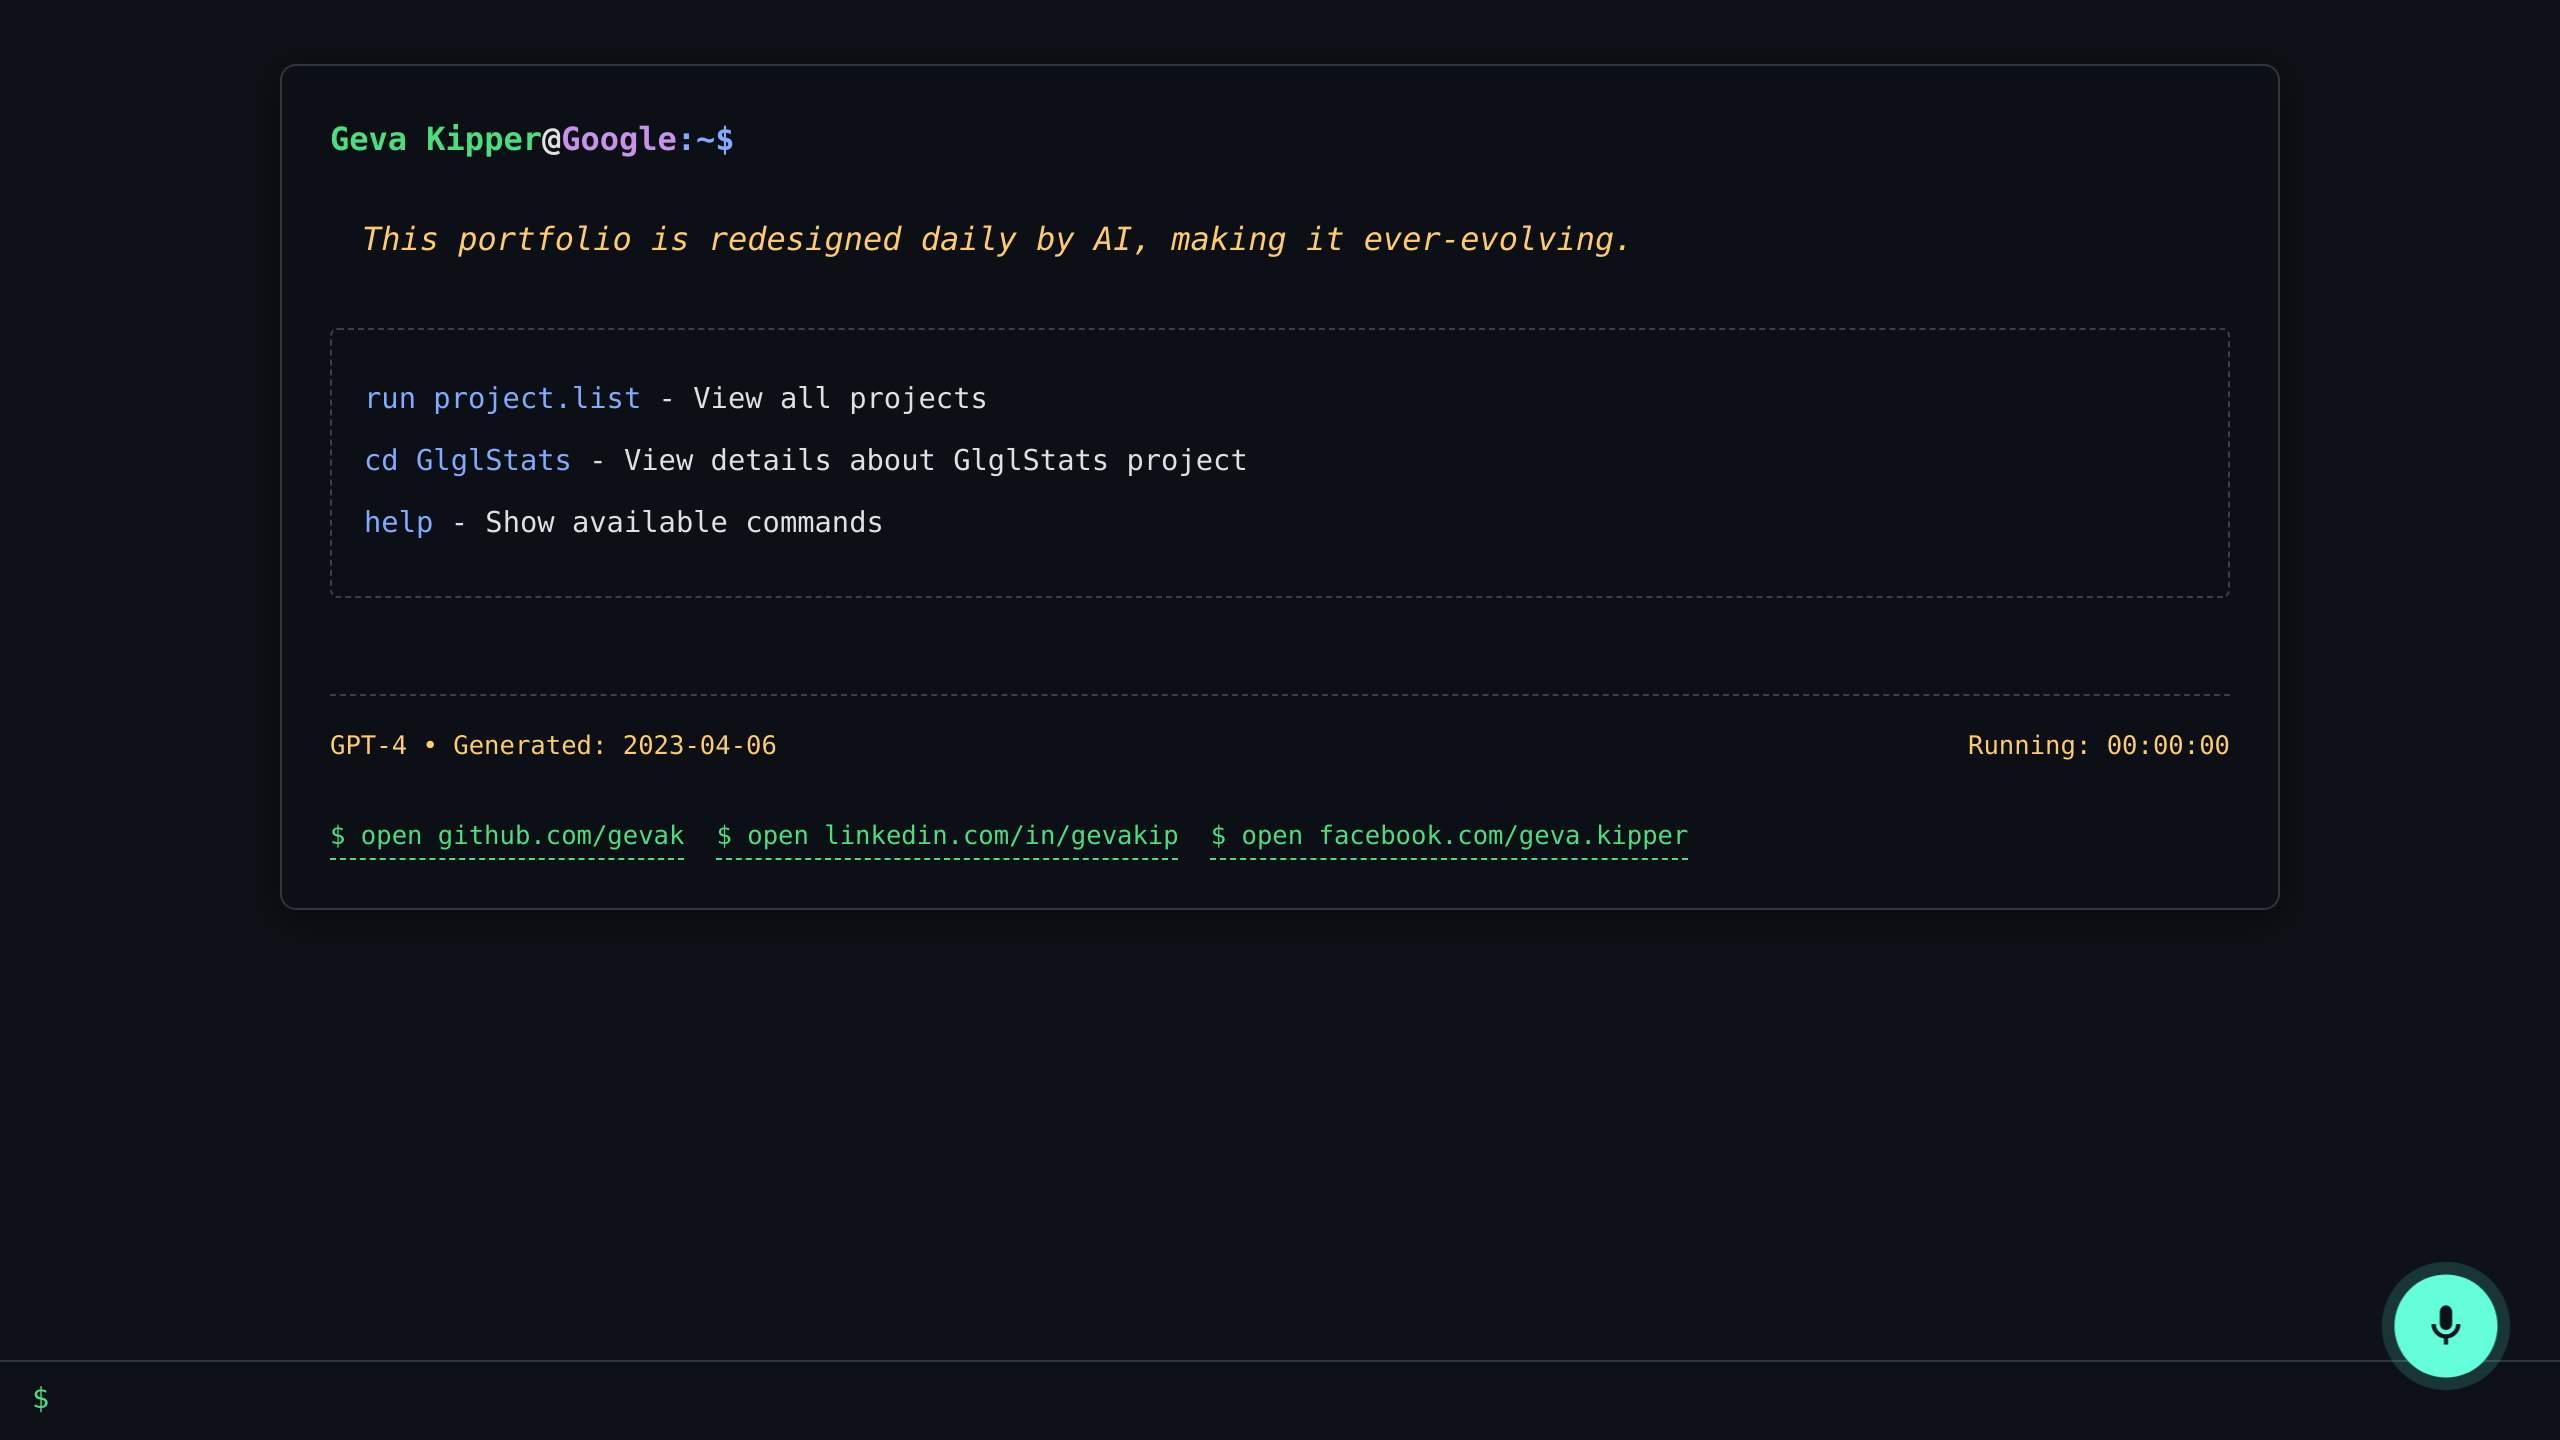 Geva Kipper@Google:~$
This portfolio is redesigned daily by AI, making it ever-evolving.
run project.list - View all projects
cd GlglStats - View details about GlglStats project
help - Show available commands
GPT-4 • Generated: 2023-04-06
Running: 00:00:00
$ open github.com/gevak
$ open linkedin.com/in/gevakip
$ open facebook.com/geva.kipper
$